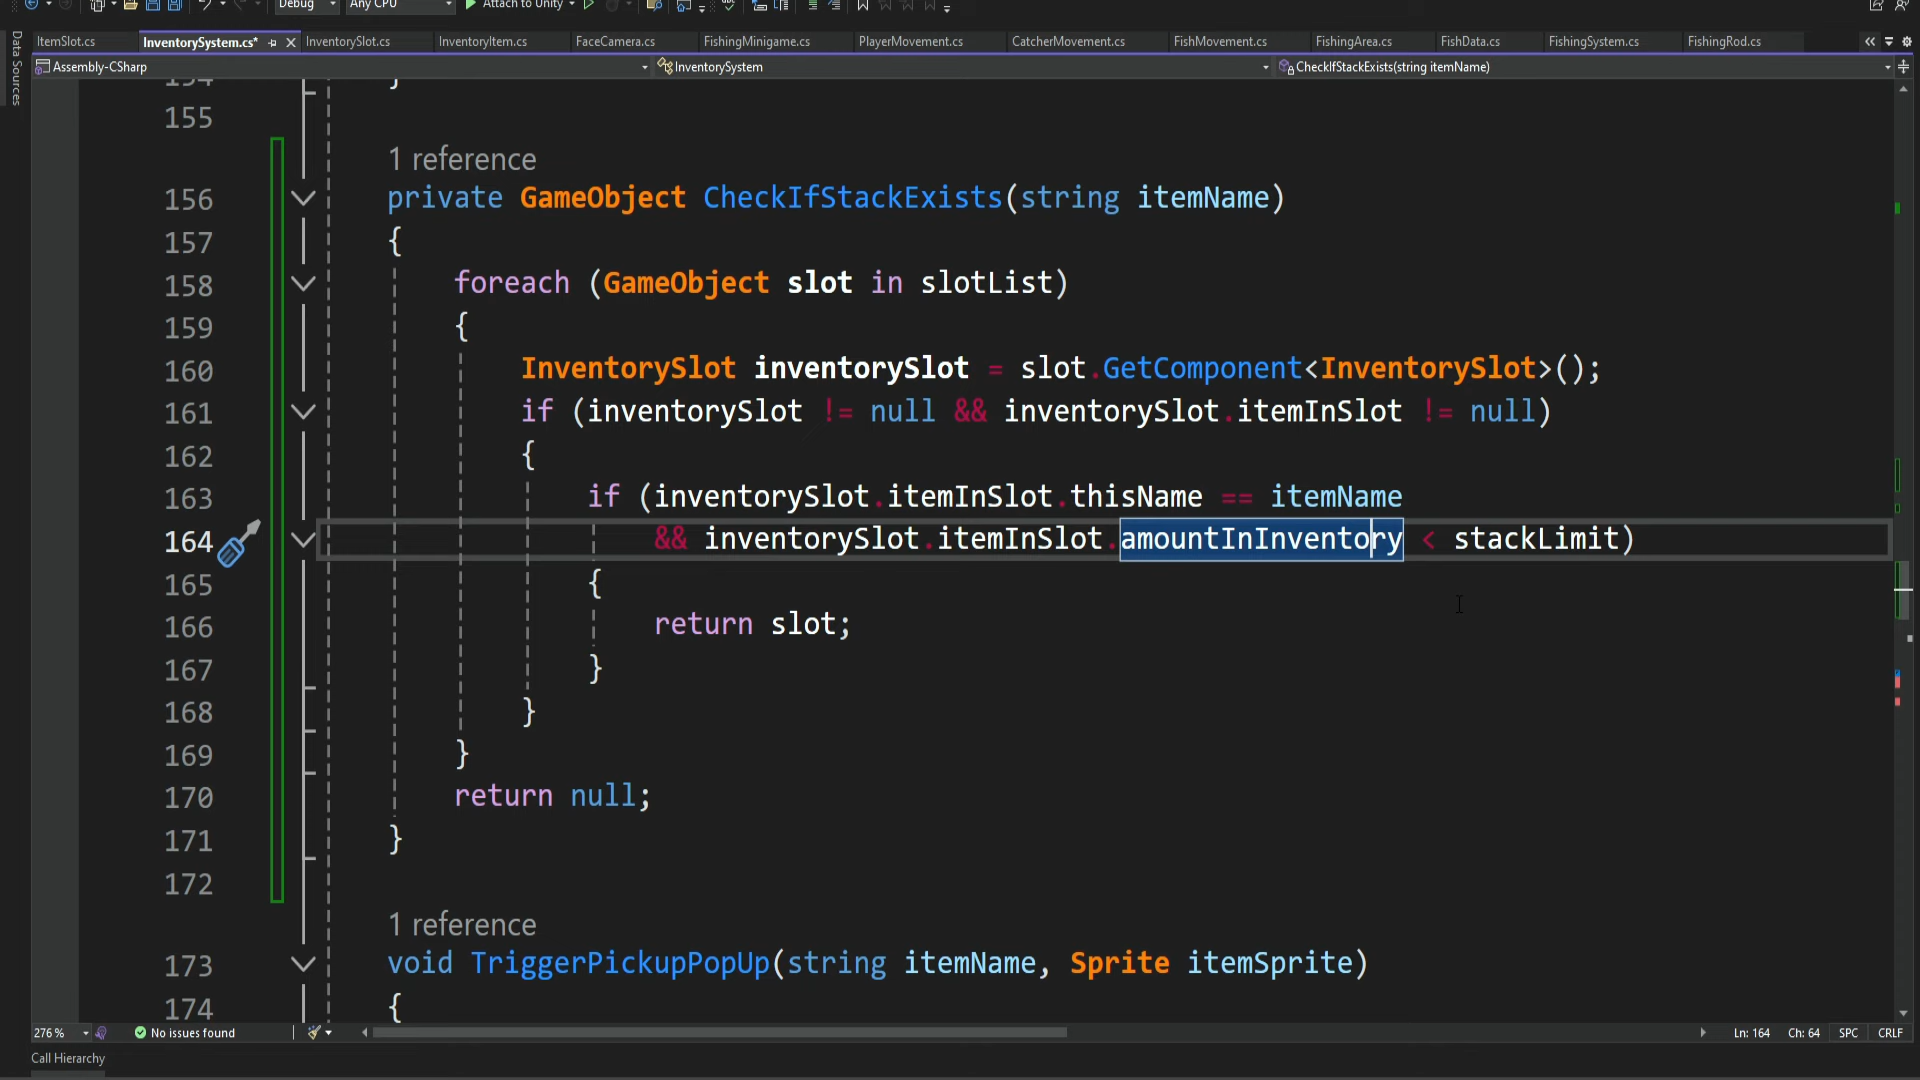 Debug
Any CPU
Attach to Unity
ItemSlot.cs
InventorySystem.cs*
InventorySlot.cs
InventoryItem.cs
FaceCamera.cs
FishingMinigame.cs
PlayerMovement.cs
CatcherMovement.cs
FishMovement.cs
FishingArea.cs
FishData.cs
FishingSystem.cs
FishingRod.cs
Data Sources
Assembly-CSharp
InventorySystem
CheckIfStackExists(string itemName)
154 }
155
1 reference
156 private GameObject CheckIfStackExists(string itemName)
157 {
158 foreach (GameObject slot in slotList)
159 {
160 InventorySlot inventorySlot = slot.GetComponent<InventorySlot>();
161 if (inventorySlot != null && inventorySlot.itemInSlot != null)
162 {
163 if (inventorySlot.itemInSlot.thisName == itemName
164 && inventorySlot.itemInSlot.amountInInventory < stackLimit)
165 {
166 return slot;
167 }
168 }
169 }
170 return null;
171 }
172
1 reference
173 void TriggerPickupPopUp(string itemName, Sprite itemSprite)
174 {
276 %
No issues found
Ln: 164
Ch: 64
SPC
CRLF
Call Hierarchy